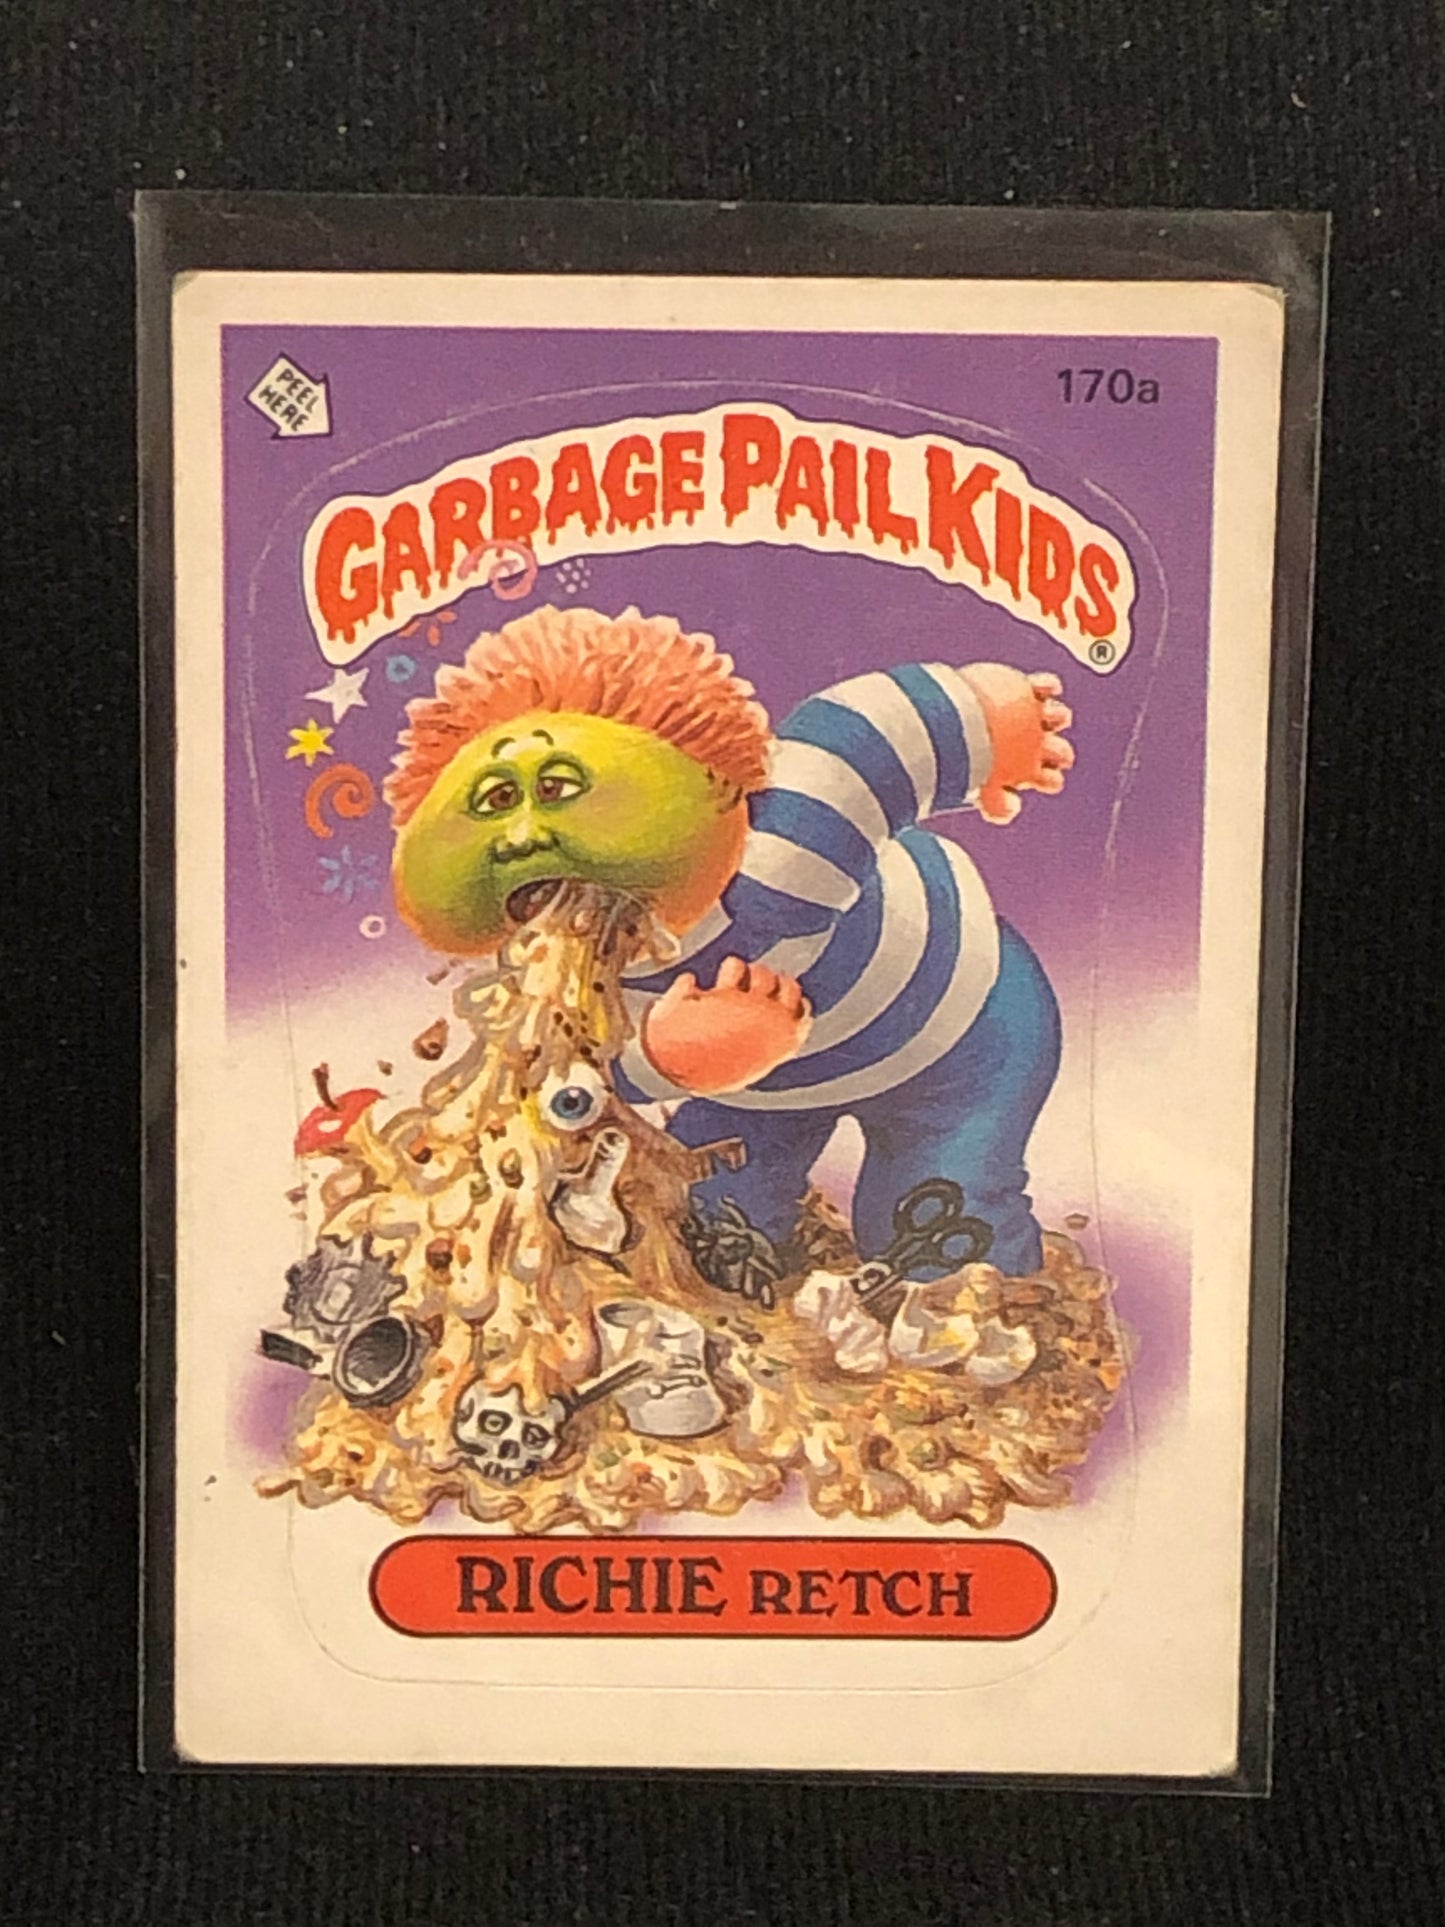 PEEL
HERE
170a
GARBAGE PAIL KIDS
®
RICHIE RETCH